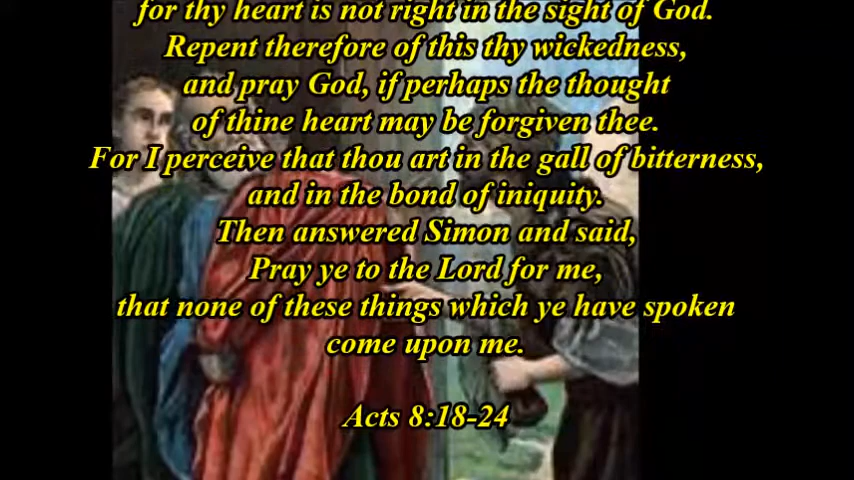 for thy heart is not right in the sight of God.
Repent therefore of this thy wickedness,
and pray God, if perhaps the thought
of thine heart may be forgiven thee.
For I perceive that thou art in the gall of bitterness,
and in the bond of iniquity.
Then answered Simon and said,
Pray ye to the Lord for me,
that none of these things which ye have spoken
come upon me.
Acts 8:18-24